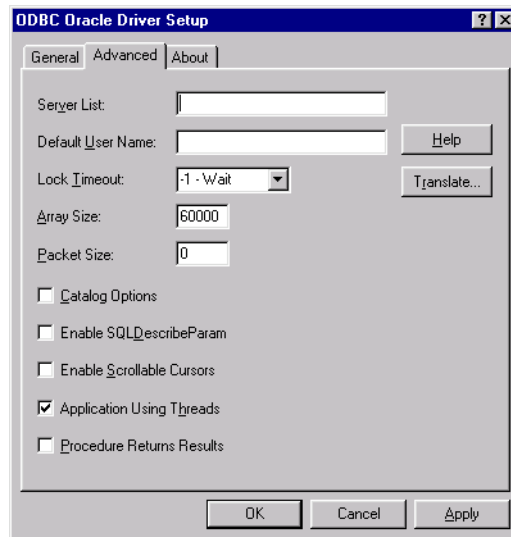 ODBC Oracle Driver Setup
General Advanced About
Server List:
Default User Name:
Help
Lock Timeout: -1 - Wait
Translate...
Array Size: 60000
Packet Size: 0
Catalog Options
Enable SQLDescribeParam
Enable Scrollable Cursors
Application Using Threads
Procedure Returns Results
OK Cancel Apply